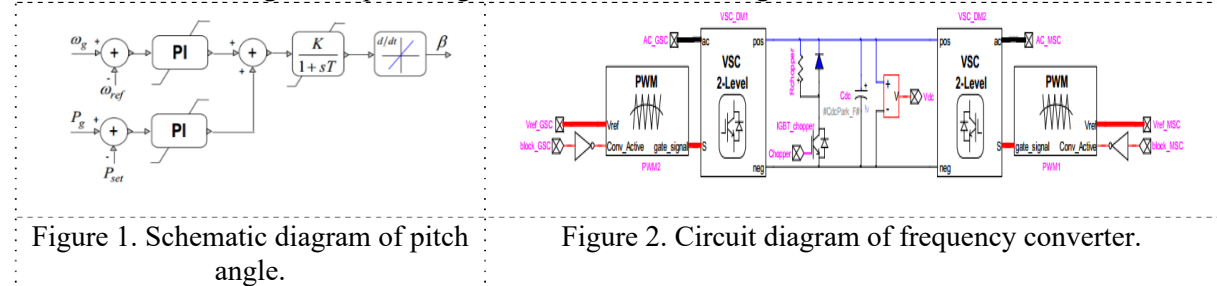 ω_g
+
+
-
ω_ref
PI
+
+
+
K
1+sT
d/dt
β
P_g
+
+
-
P_set
PI
VSC_DM1
VSC_DM2
AC_GSC
ac
pos
pos
ac
AC_MSC
VSC
2-Level
VSC
2-Level
PWM
PWM
Rchopper
Cdc
+
#CdcPark_F#
+
-
V
Vdc
IGBT_chopper
Chopper
Vref_GSC
Vref
Vref
Vref_MSC
block_GSC
Conv_Active
gate_signal
S
S
gate_signal
Conv_Active
block_MSC
PWM2
neg
neg
PWM1
Figure 1. Schematic diagram of pitch
angle.
Figure 2. Circuit diagram of frequency converter.